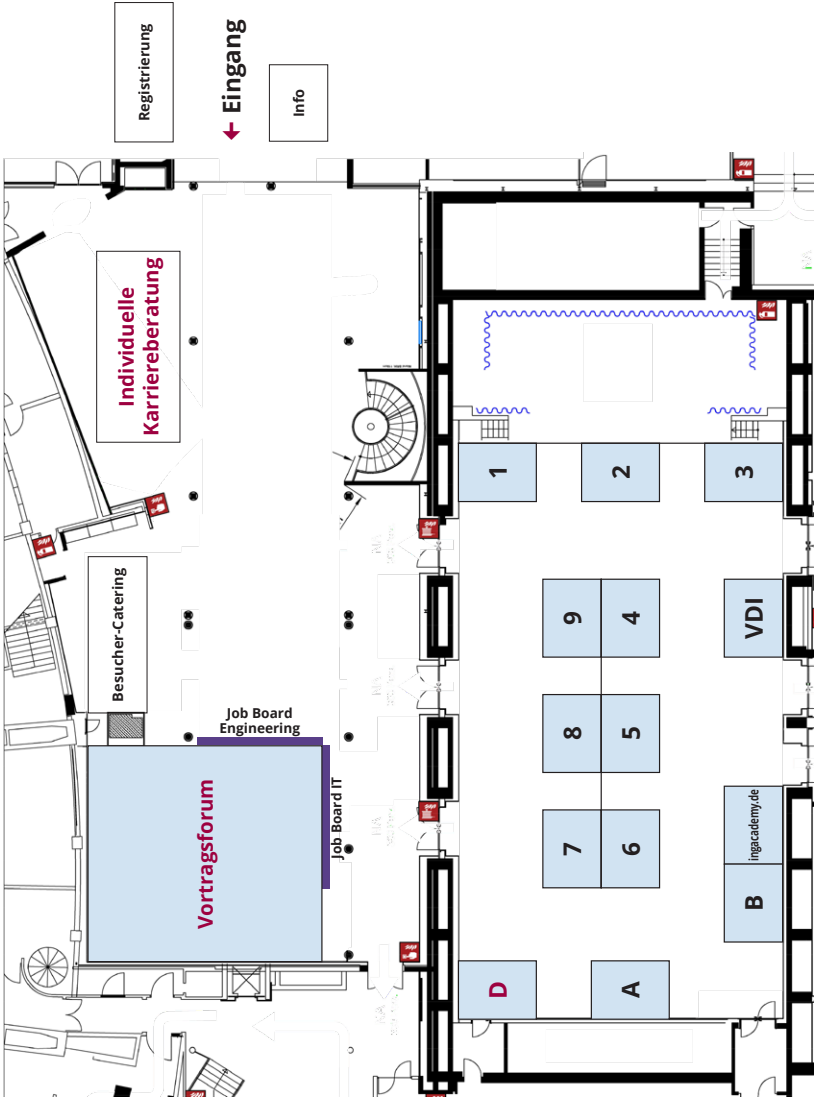 Registrierung
Eingang
Info
Individuelle
Karriereberatung
Besucher-Catering
Job Board
Engineering
Job Board IT
Vortragsforum
1
2
3
9
4
VDI
8
5
7
6
ingacademy.de
B
D
A